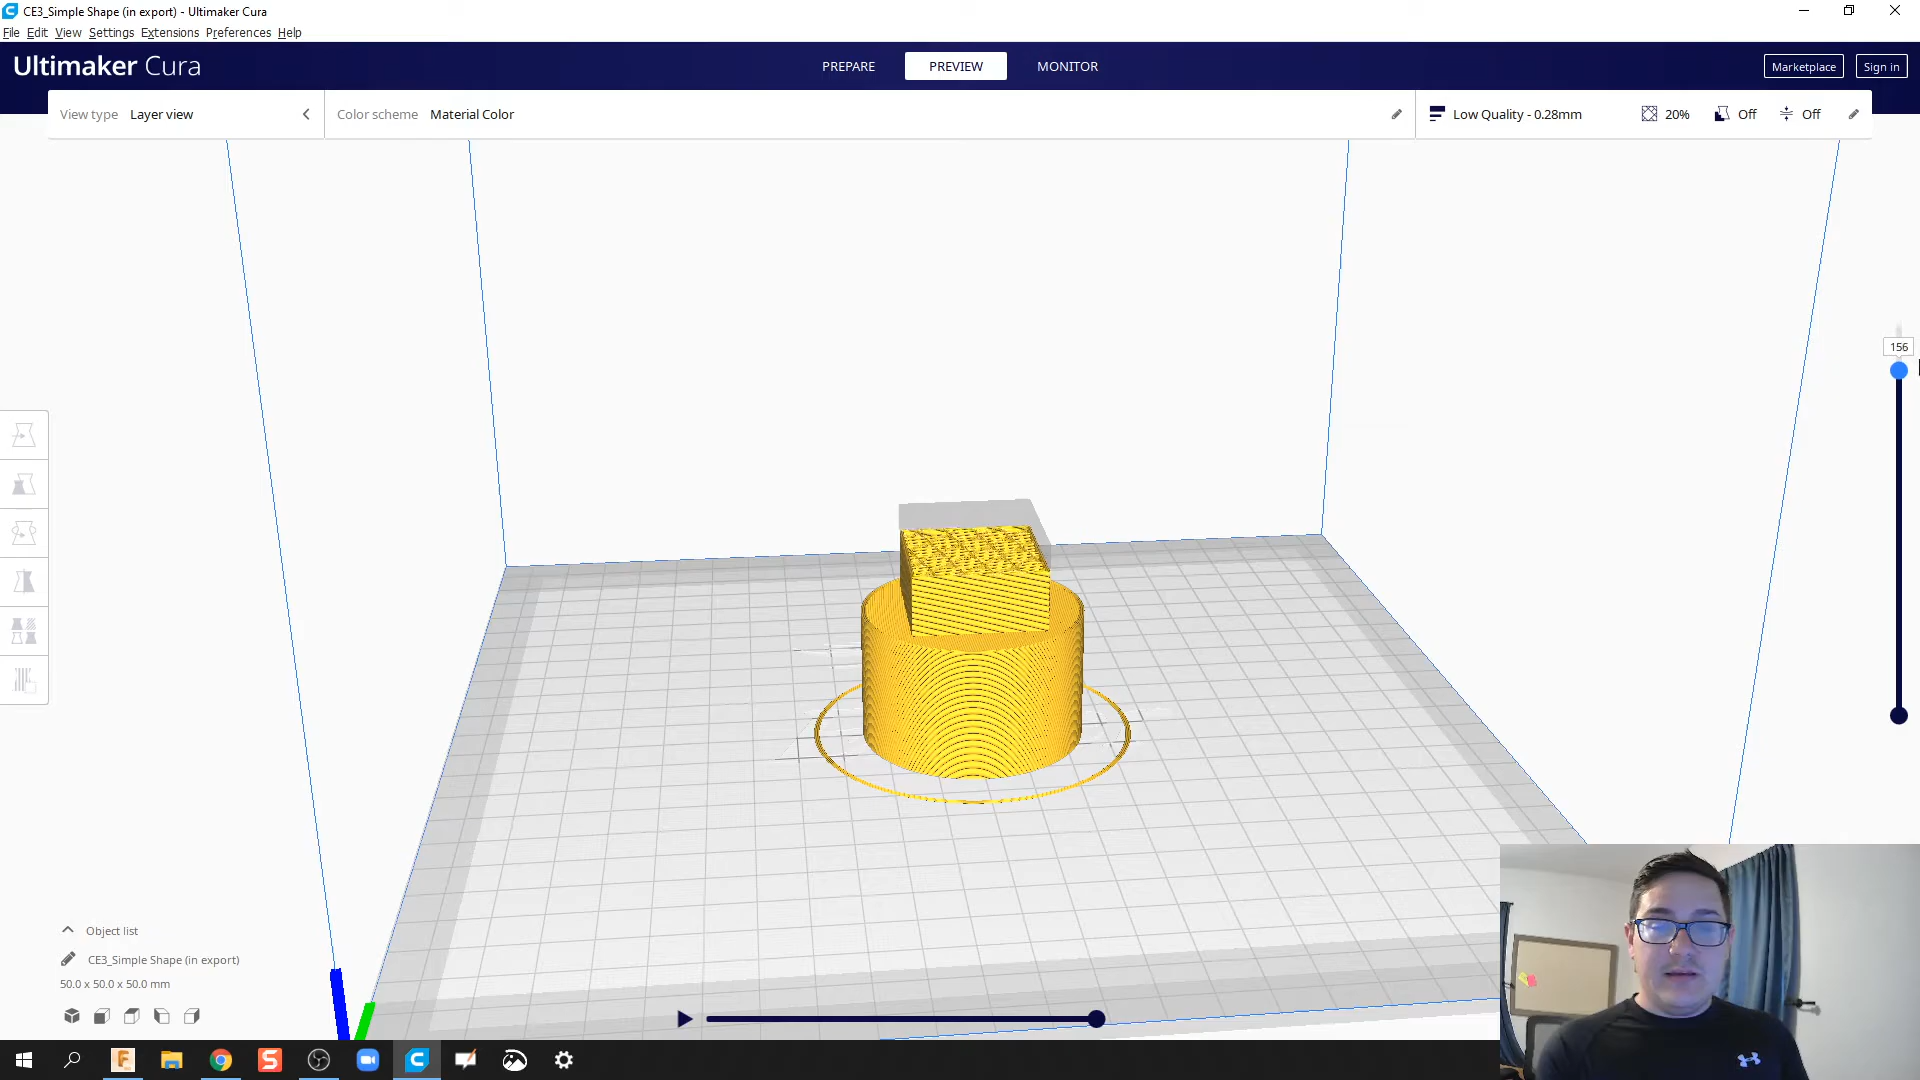 CE3_Simple Shape (in export) - Ultimaker Cura
File Edit View Settings Extensions Preferences Help
Ultimaker Cura
PREPARE
PREVIEW
MONITOR
Marketplace
Sign in
View type Layer view
Color scheme Material Color
Low Quality - 0.28mm
20%
Off
Off
156
Object list
CE3_Simple Shape (in export)
50.0 x 50.0 x 50.0 mm